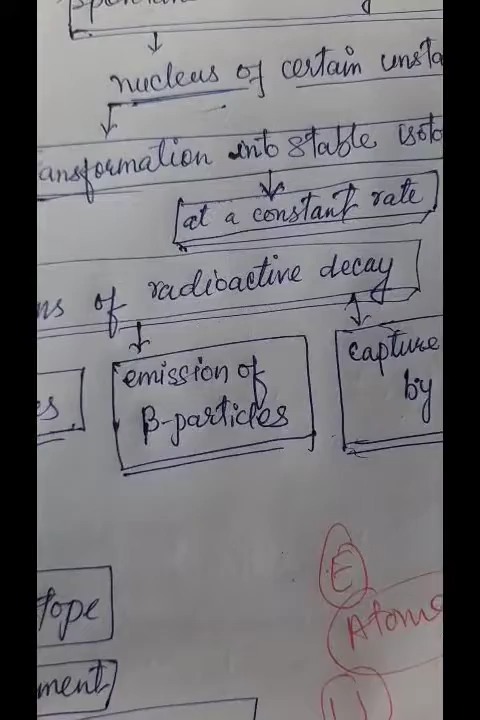 nucleus of certain unsta
ansformation into stable isoto
at a constant rate
ns of radioactive decay
emission of
β-particles
capture
by
es
E
Atoms
tope
ment